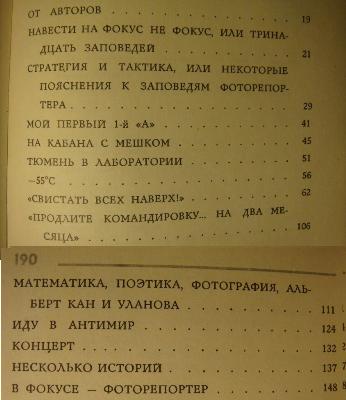 ОТ АВТОРОВ . . . . . . . . . . . 19
НАВЕСТИ НА ФОКУС НЕ ФОКУС, ИЛИ ТРИНА-
ДЦАТЬ ЗАПОВЕДЕЙ . . . . . . . . 21
СТРАТЕГИЯ И ТАКТИКА, ИЛИ НЕКОТОРЫЕ
ПОЯСНЕНИЯ К ЗАПОВЕДЯМ ФОТОРЕПОР-
ТЕРА . . . . . . . . . . . . 29
МОЙ ПЕРВЫЙ 1-й «А» . . . . . . . . 41
НА КАБАНА С МЕШКОМ . . . . . . . . 45
ТЮМЕНЬ В ЛАБОРАТОРИИ . . . . . . . 51
−55°С . . . . . . . . . . . . . 56
«СВИСТАТЬ ВСЕХ НАВЕРХ!» . . . . . . . 62
«ПРОДЛИТЕ КОМАНДИРОВКУ... НА ДВА МЕ-
СЯЦА» . . . . . . . . . . . . 106
190
МАТЕМАТИКА, ПОЭТИКА, ФОТОГРАФИЯ, АЛЬ-
БЕРТ КАН И УЛАНОВА . . . . . . . . 111
ИДУ В АНТИМИР . . . . . . . . . . 124
КОНЦЕРТ . . . . . . . . . . . . 132
НЕСКОЛЬКО ИСТОРИЙ . . . . . . . . 137
В ФОКУСЕ — ФОТОРЕПОРТЕР . . . . . . 148